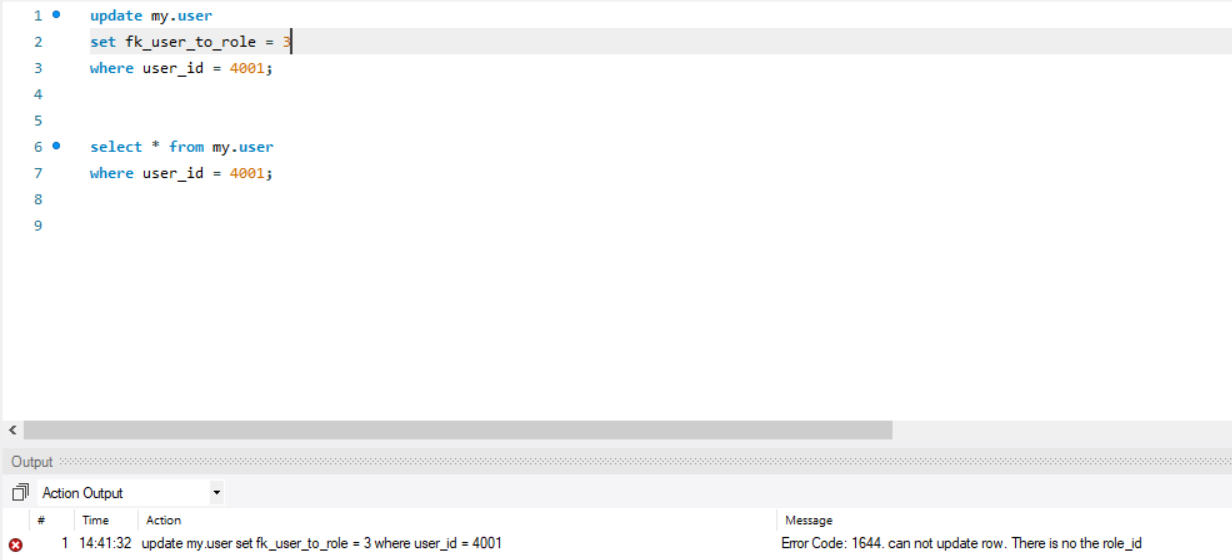 1 update my.user
2 set fk_user_to_role = 3
3 where user_id = 4001;
4
5
6 select * from my.user
7 where user_id = 4001;
8
9
Output
Action Output
# Time Action Message
1 14:41:32 update my.user set fk_user_to_role = 3 where user_id = 4001 Error Code: 1644. can not update row. There is no the role_id